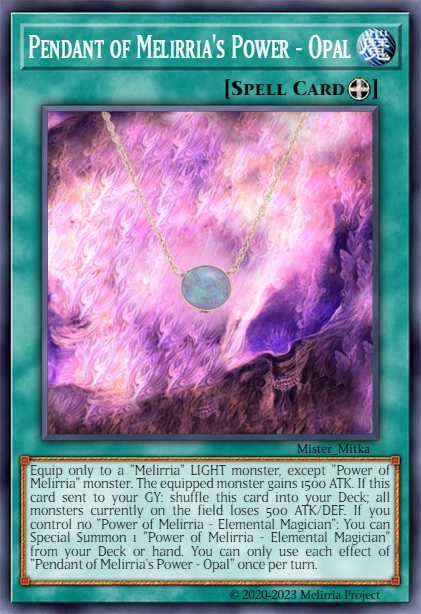 Pendant of Melirria's Power - Opal 魔
[Spell Card]
Mister_Mitka
Equip only to a "Melirria" LIGHT monster, except "Power of
Melirria" monster. The equipped monster gains 1500 ATK. If this
card sent to your GY: shuffle this card into your Deck; all
monsters currently on the field loses 500 ATK/DEF. If you
control no "Power of Melirria - Elemental Magician": You can
Special Summon 1 "Power of Melirria - Elemental Magician"
from your Deck or hand. You can only use each effect of
"Pendant of Melirria's Power - Opal" once per turn.
© 2020-2023 Melirria Project